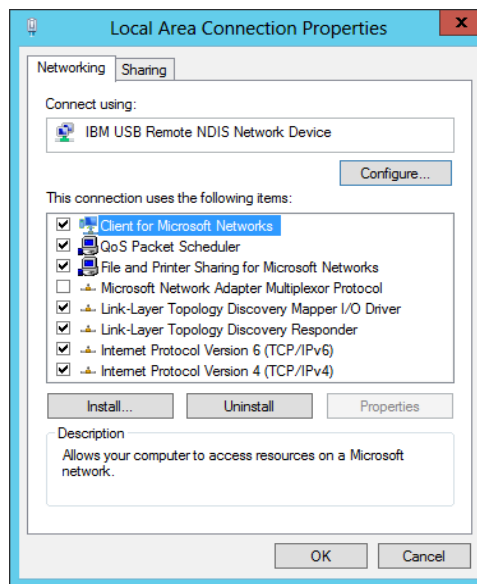 Local Area Connection Properties
x
Networking
Sharing
Connect using:
IBM USB Remote NDIS Network Device
Configure...
This connection uses the following items:
Client for Microsoft Networks
QoS Packet Scheduler
File and Printer Sharing for Microsoft Networks
Microsoft Network Adapter Multiplexor Protocol
Link-Layer Topology Discovery Mapper I/O Driver
Link-Layer Topology Discovery Responder
Internet Protocol Version 6 (TCP/IPv6)
Internet Protocol Version 4 (TCP/IPv4)
Install...
Uninstall
Properties
Description
Allows your computer to access resources on a Microsoft
network.
OK
Cancel